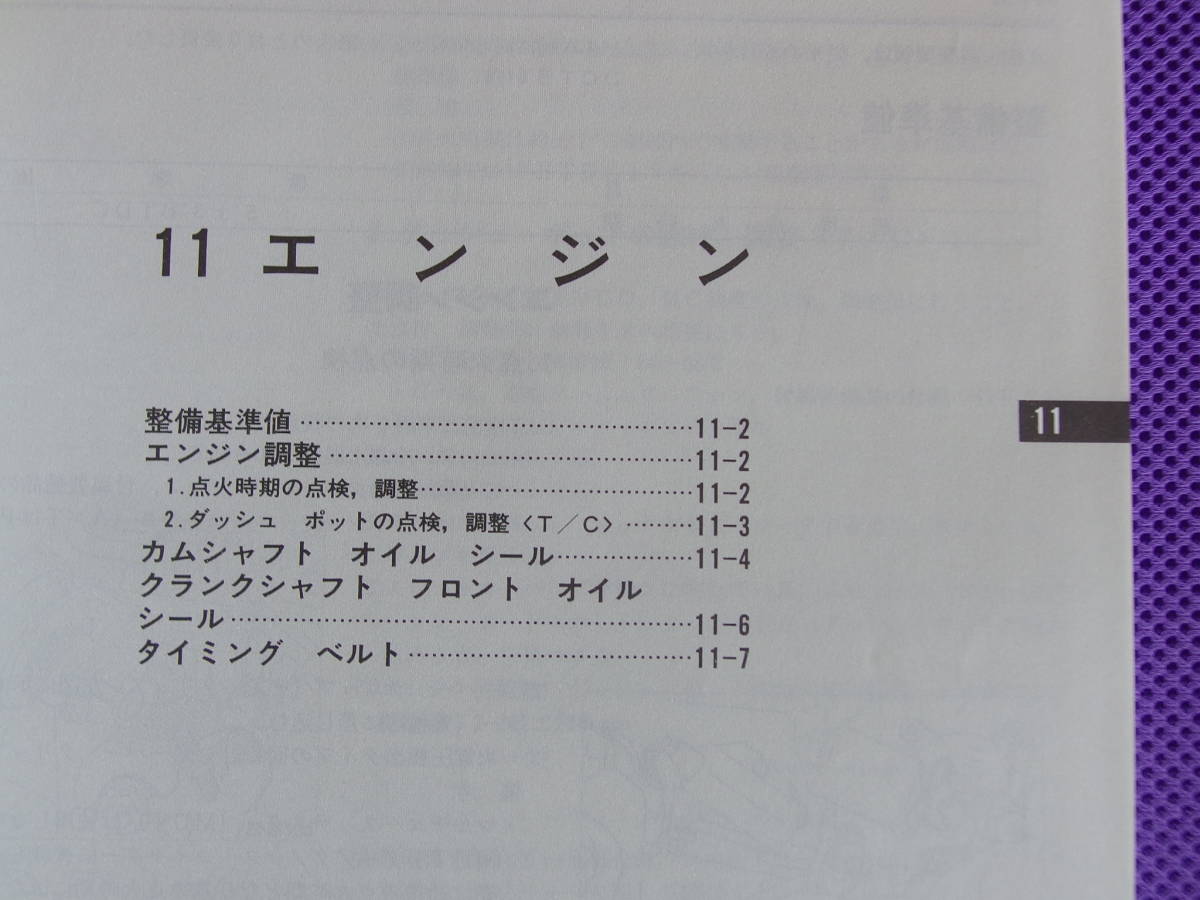 11 エンジン
整備基準値……………………………………11-2
エンジン調整…………………………………11-2
1.点火時期の点検，調整………………………11-2
2.ダッシュ ポットの点検，調整〈T／C〉………11-3
カムシャフト オイル シール……………11-4
クランクシャフト フロント オイル
シール…………………………………………11-6
タイミング ベルト…………………………11-7
11